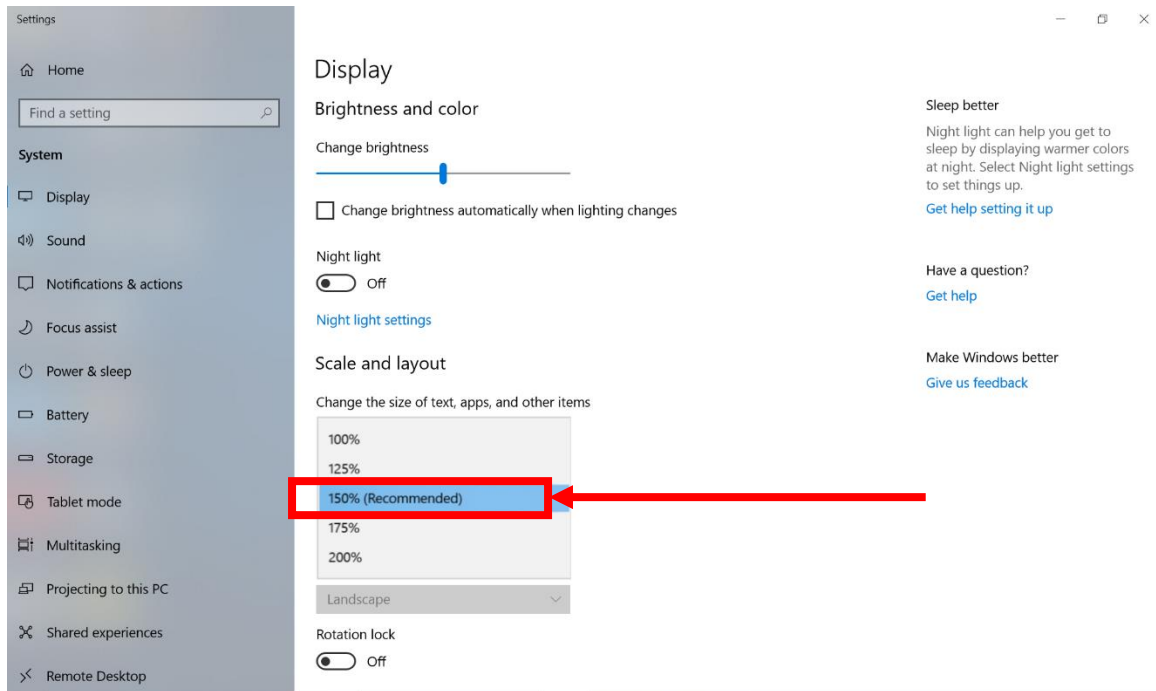 Settings
Home
Find a setting
System
Display
Sound
Notifications & actions
Focus assist
Power & sleep
Battery
Storage
Tablet mode
Multitasking
Projecting to this PC
Shared experiences
Remote Desktop
Display
Brightness and color
Change brightness
Change brightness automatically when lighting changes
Night light
Off
Night light settings
Scale and layout
Change the size of text, apps, and other items
100%
125%
150% (Recommended)
175%
200%
Landscape
Rotation lock
Off
Sleep better
Night light can help you get to
sleep by displaying warmer colors
at night. Select Night light settings
to set things up.
Get help setting it up
Have a question?
Get help
Make Windows better
Give us feedback